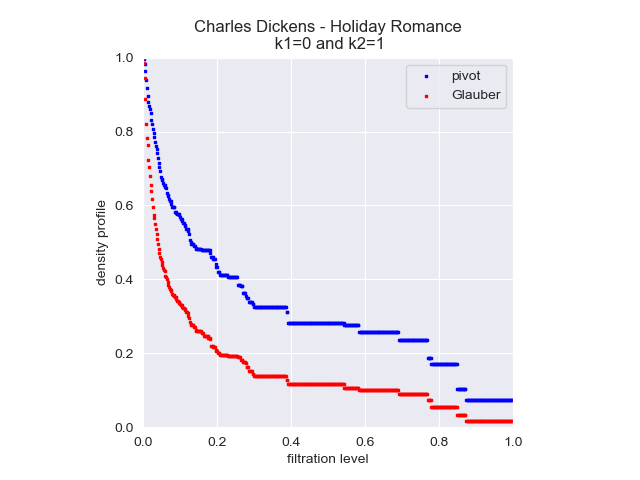 Charles Dickens - Holiday Romance
k1=0 and k2=1
pivot
Glauber
density profile
1.0
0.8
0.6
0.4
0.2
0.0
0.0 0.2 0.4 0.6 0.8 1.0
filtration level